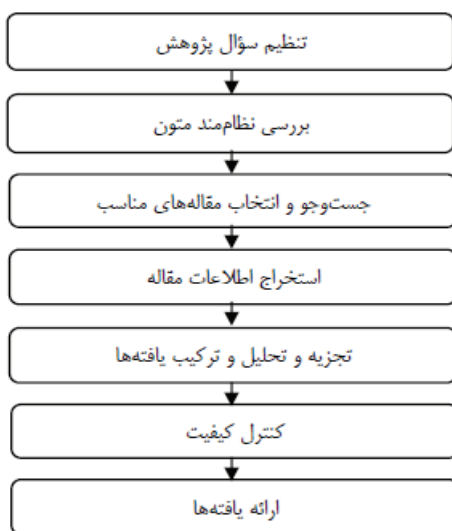 تنظیم سؤال پژوهش
بررسی نظام‌مند متون
جست‌وجو و انتخاب مقاله‌های مناسب
استخراج اطلاعات مقاله
تجزیه و تحلیل و ترکیب یافته‌ها
کنترل کیفیت
ارائه یافته‌ها